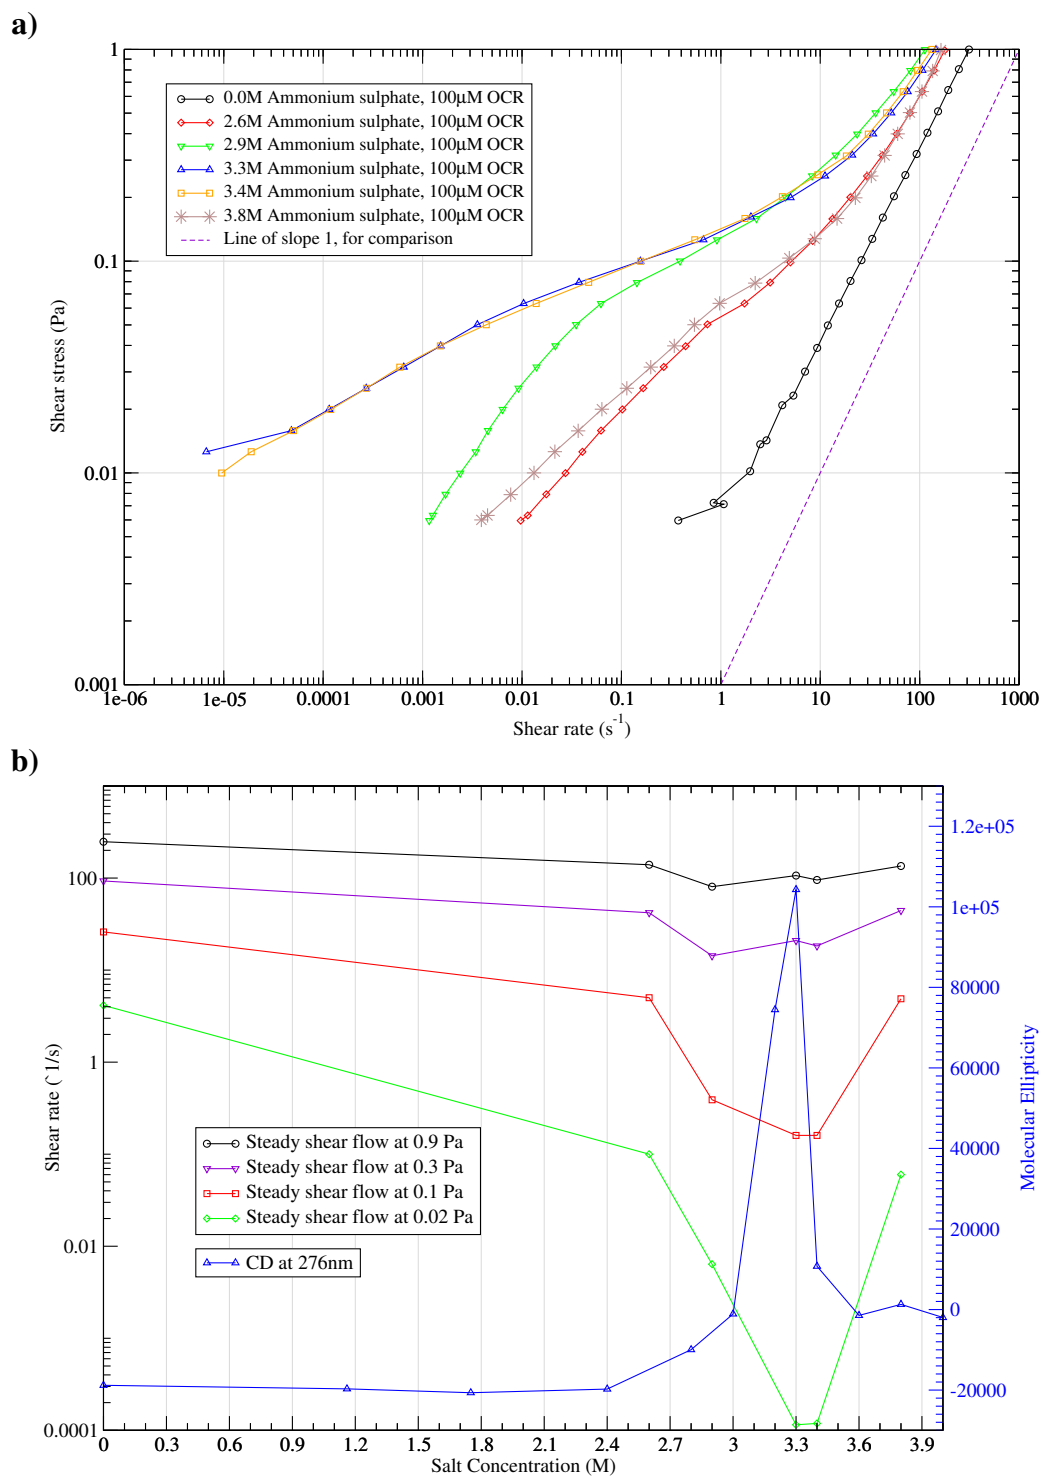 a)
1
0.1
0.01
0.001
Shear stress (Pa)
0.0M Ammonium sulphate, 100μM OCR
2.6M Ammonium sulphate, 100μM OCR
2.9M Ammonium sulphate, 100μM OCR
3.3M Ammonium sulphate, 100μM OCR
3.4M Ammonium sulphate, 100μM OCR
3.8M Ammonium sulphate, 100μM OCR
Line of slope 1, for comparison
1e-06 1e-05 0.0001 0.001 0.01 0.1 1 10 100 1000
Shear rate (s-1)
b)
100
1
0.01
0.0001
Shear rate ( 1/s)
Steady shear flow at 0.9 Pa
Steady shear flow at 0.3 Pa
Steady shear flow at 0.1 Pa
Steady shear flow at 0.02 Pa
CD at 276nm
1.2e+05
1e+05
80000
60000
40000
20000
0
-20000
Molecular Ellipticity
0 0.3 0.6 0.9 1.2 1.5 1.8 2.1 2.4 2.7 3 3.3 3.6 3.9
Salt Concentration (M)